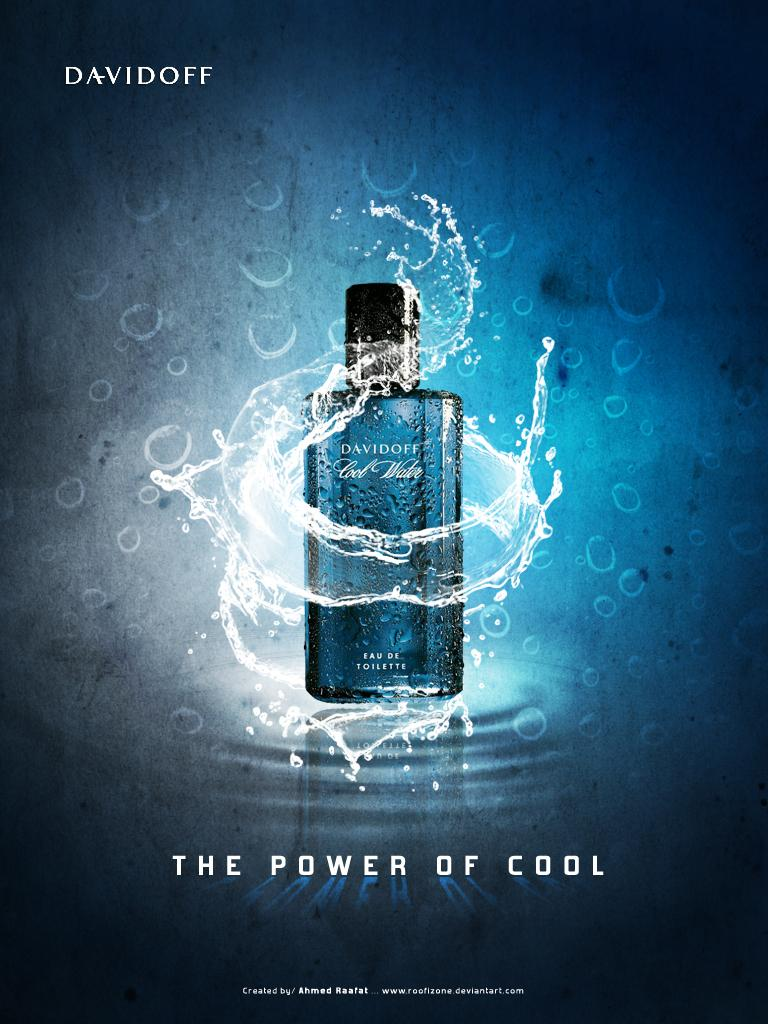 DAVIDOFF
DAVIDOFF
Cool Water
EAU DE
TOILETTE
THE POWER OF COOL
Created by/ Ahmed Raafat ... www.roofizone.deviantart.com